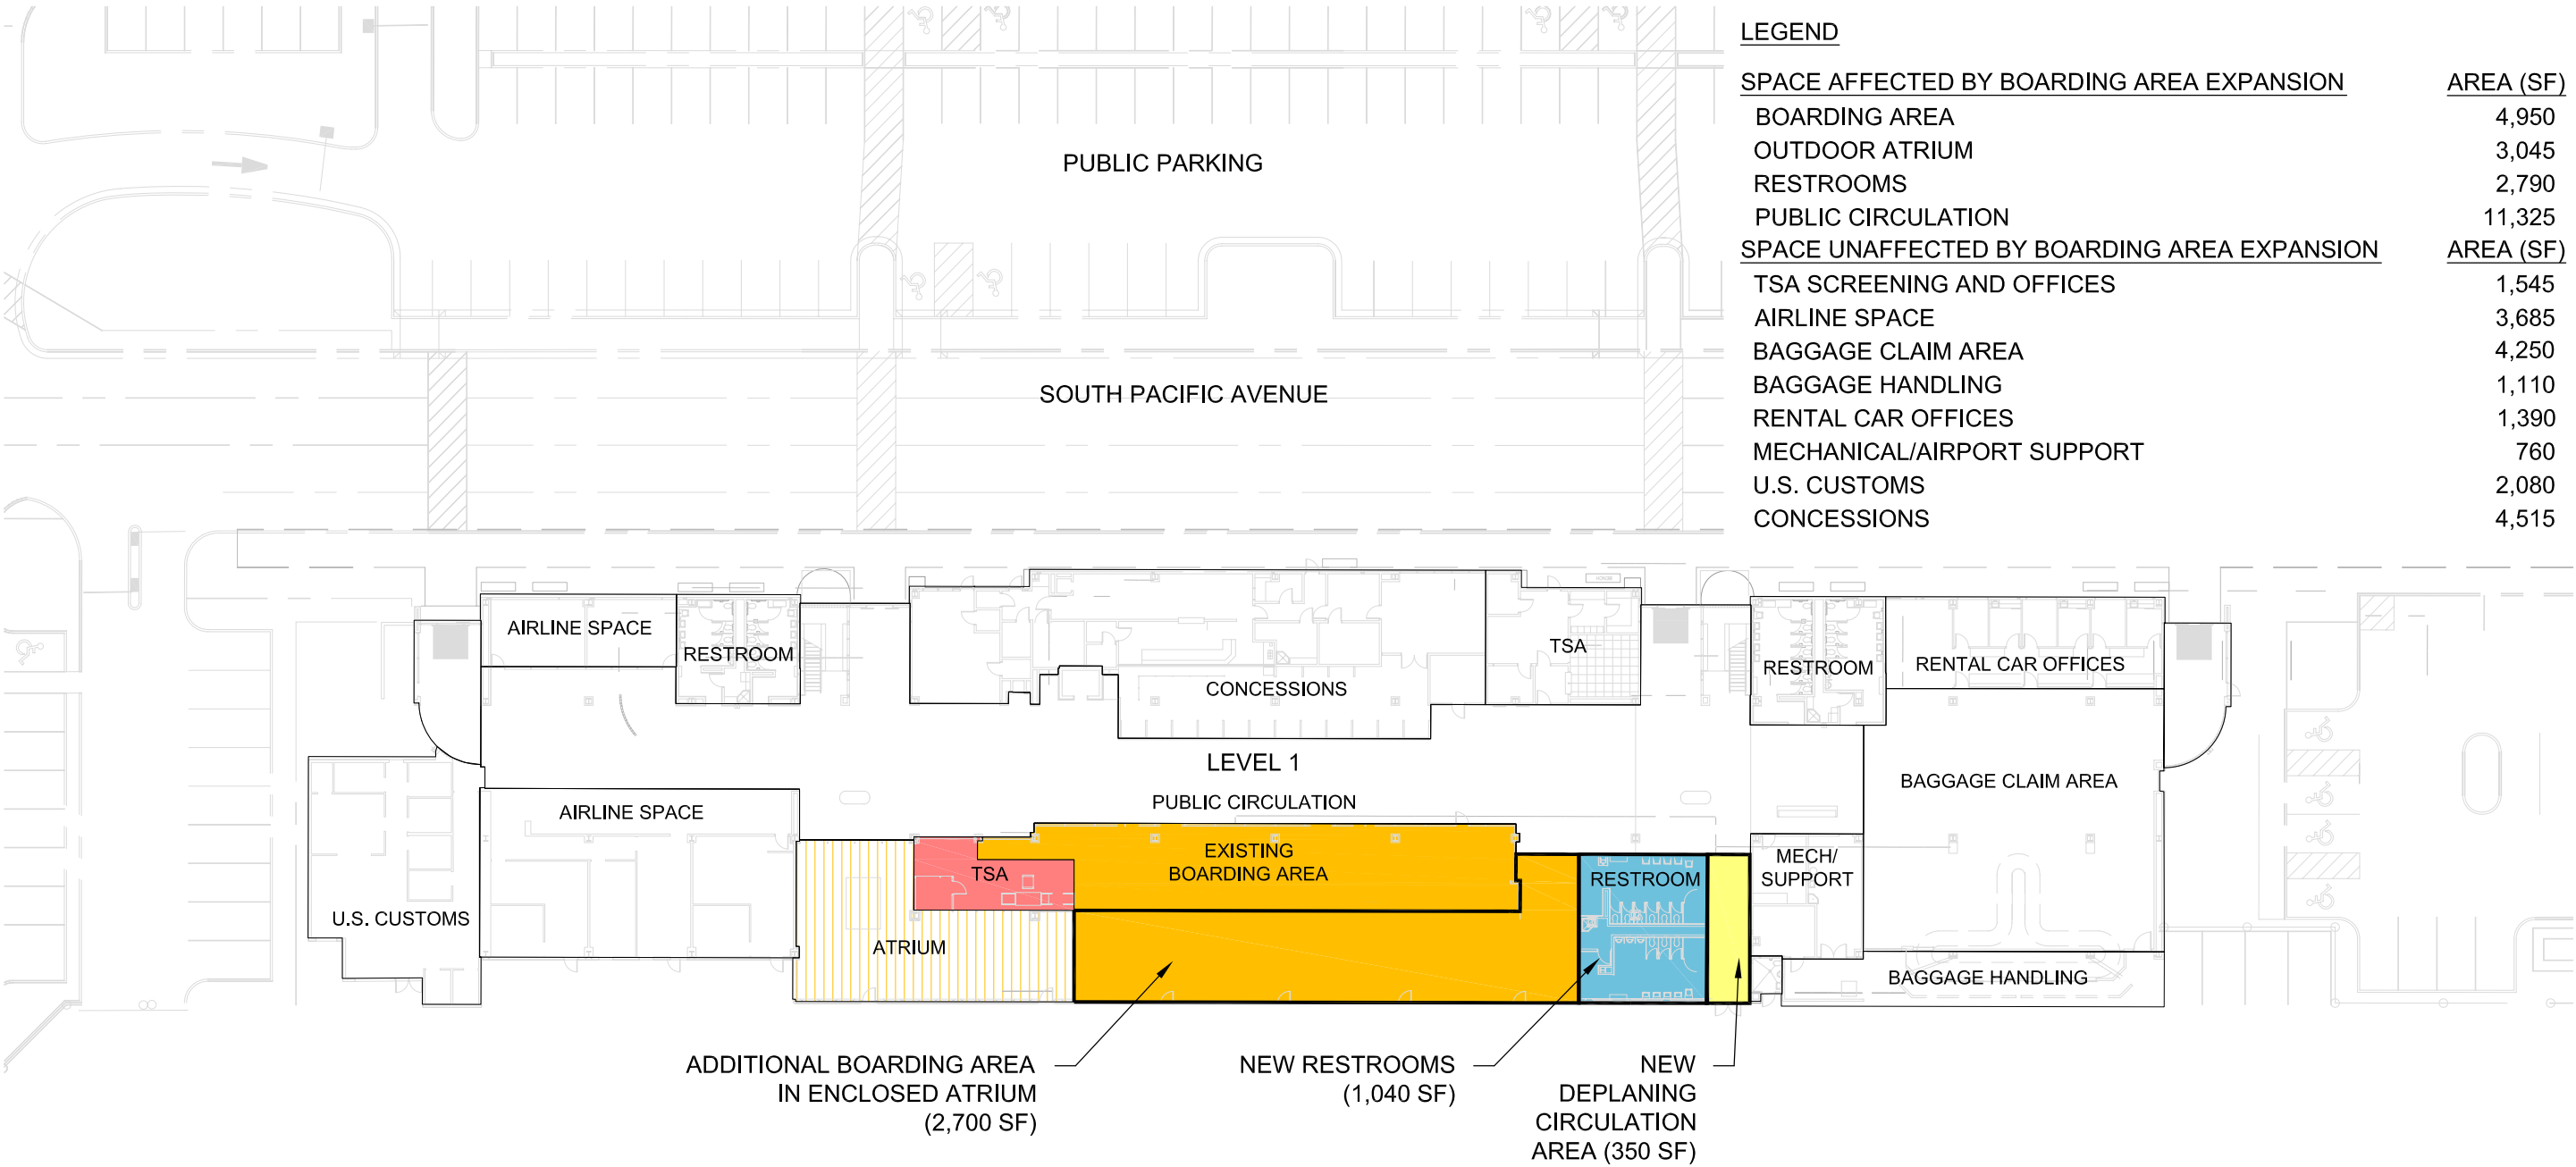 LEGEND
SPACE AFFECTED BY BOARDING AREA EXPANSION AREA (SF)
BOARDING AREA 4,950
OUTDOOR ATRIUM 3,045
RESTROOMS 2,790
PUBLIC CIRCULATION 11,325
SPACE UNAFFECTED BY BOARDING AREA EXPANSION AREA (SF)
TSA SCREENING AND OFFICES 1,545
AIRLINE SPACE 3,685
BAGGAGE CLAIM AREA 4,250
BAGGAGE HANDLING 1,110
RENTAL CAR OFFICES 1,390
MECHANICAL/AIRPORT SUPPORT 760
U.S. CUSTOMS 2,080
CONCESSIONS 4,515
PUBLIC PARKING
SOUTH PACIFIC AVENUE
AIRLINE SPACE
RESTROOM
CONCESSIONS
TSA
RESTROOM
RENTAL CAR OFFICES
LEVEL 1
PUBLIC CIRCULATION
BAGGAGE CLAIM AREA
AIRLINE SPACE
U.S. CUSTOMS
ATRIUM
TSA
EXISTING
BOARDING AREA
RESTROOM
MECH/
SUPPORT
BAGGAGE HANDLING
ADDITIONAL BOARDING AREA
IN ENCLOSED ATRIUM
(2,700 SF)
NEW RESTROOMS
(1,040 SF)
NEW
DEPLANING
CIRCULATION
AREA (350 SF)